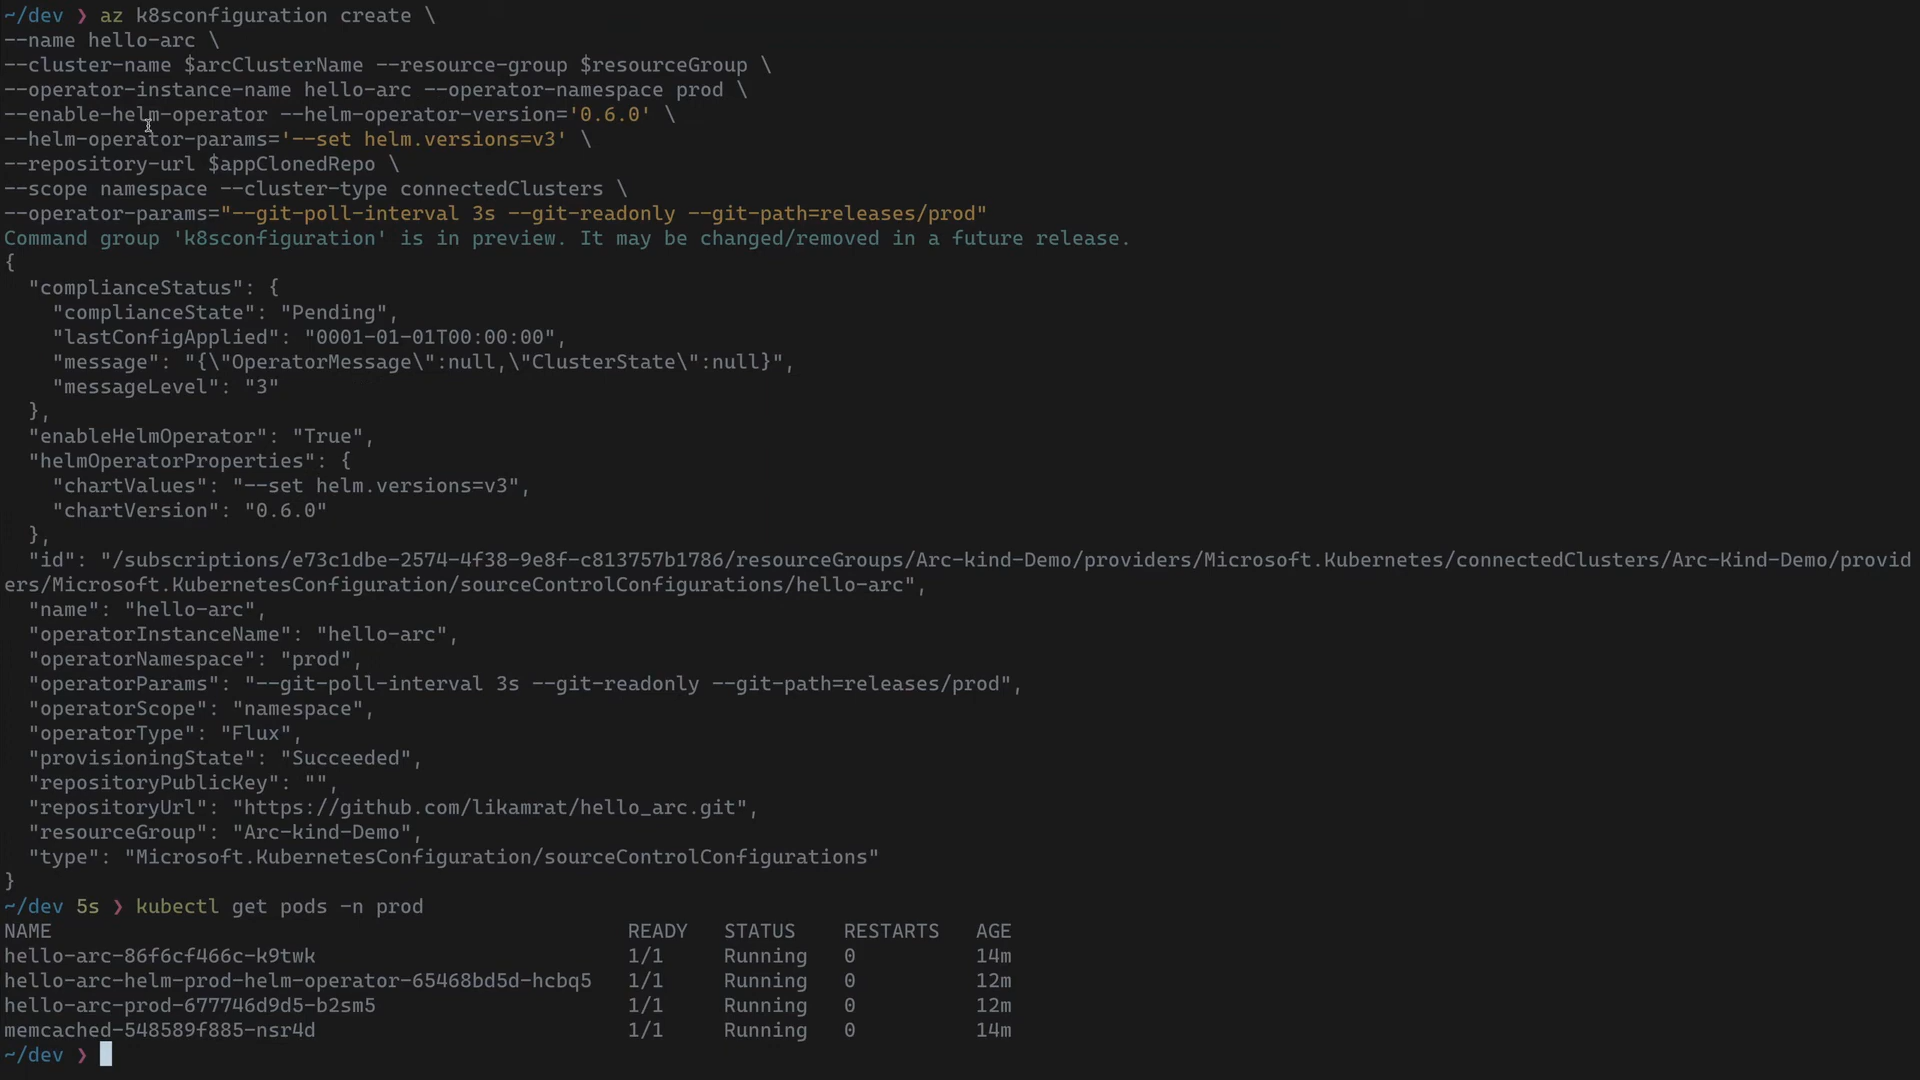 ~/dev ❯ az k8sconfiguration create \
--name hello-arc \
--cluster-name $arcClusterName --resource-group $resourceGroup \
--operator-instance-name hello-arc --operator-namespace prod \
--enable-helm-operator --helm-operator-version='0.6.0' \
--helm-operator-params='--set helm.versions=v3' \
--repository-url $appClonedRepo \
--scope namespace --cluster-type connectedClusters \
--operator-params="--git-poll-interval 3s --git-readonly --git-path=releases/prod"
Command group 'k8sconfiguration' is in preview. It may be changed/removed in a future release.
{
  "complianceStatus": {
    "complianceState": "Pending",
    "lastConfigApplied": "0001-01-01T00:00:00",
    "message": "{\"OperatorMessage\":null,\"ClusterState\":null}",
    "messageLevel": "3"
  },
  "enableHelmOperator": "True",
  "helmOperatorProperties": {
    "chartValues": "--set helm.versions=v3",
    "chartVersion": "0.6.0"
  },
  "id": "/subscriptions/e73c1dbe-2574-4f38-9e8f-c813757b1786/resourceGroups/Arc-kind-Demo/providers/Microsoft.Kubernetes/connectedClusters/Arc-Kind-Demo/provid
ers/Microsoft.KubernetesConfiguration/sourceControlConfigurations/hello-arc",
  "name": "hello-arc",
  "operatorInstanceName": "hello-arc",
  "operatorNamespace": "prod",
  "operatorParams": "--git-poll-interval 3s --git-readonly --git-path=releases/prod",
  "operatorScope": "namespace",
  "operatorType": "Flux",
  "provisioningState": "Succeeded",
  "repositoryPublicKey": "",
  "repositoryUrl": "https://github.com/likamrat/hello_arc.git",
  "resourceGroup": "Arc-kind-Demo",
  "type": "Microsoft.KubernetesConfiguration/sourceControlConfigurations"
}
~/dev 5s ❯ kubectl get pods -n prod
NAME                                                READY   STATUS    RESTARTS   AGE
hello-arc-86f6cf466c-k9twk                          1/1     Running   0          14m
hello-arc-helm-prod-helm-operator-65468bd5d-hcbq5   1/1     Running   0          12m
hello-arc-prod-677746d9d5-b2sm5                     1/1     Running   0          12m
memcached-548589f885-nsr4d                          1/1     Running   0          14m
~/dev ❯